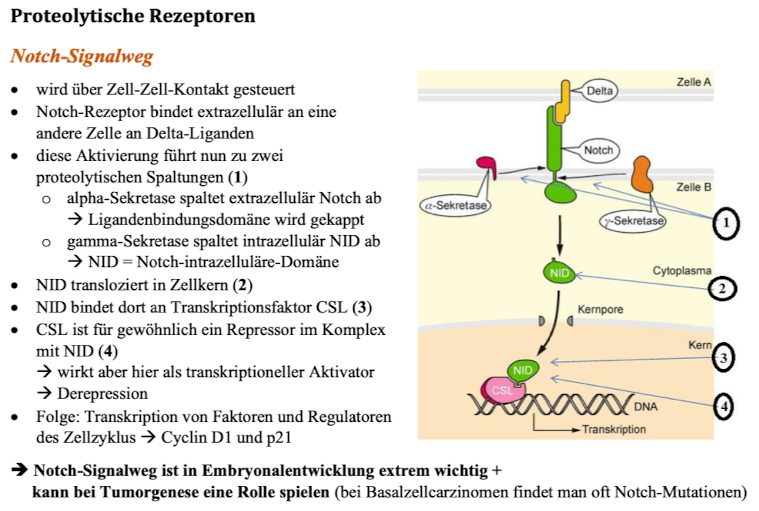 Proteolytische Rezeptoren
Notch-Signalweg
• wird über Zell-Zell-Kontakt gesteuert
• Notch-Rezeptor bindet extrazellulär an eine
andere Zelle an Delta-Liganden
• diese Aktivierung führt nun zu zwei
proteolytischen Spaltungen (1)
o alpha-Sekretase spaltet extrazellulär Notch ab
→ Ligandenbindungsdomäne wird gekappt
o gamma-Sekretase spaltet intrazellulär NID ab
→ NID = Notch-intrazelluläre-Domäne
• NID transloziert in Zellkern (2)
• NID bindet dort an Transkriptionsfaktor CSL (3)
• CSL ist für gewöhnlich ein Repressor im Komplex
mit NID (4)
→ wirkt aber hier als transkriptioneller Aktivator
→ Derepression
• Folge: Transkription von Faktoren und Regulatoren
des Zellzyklus → Cyclin D1 und p21
Zelle A
Delta
Notch
Zelle B
α-Sekretase
γ-Sekretase
1
NID
Cytoplasma
2
Kernpore
Kern
3
NID
CSL
4
DNA
Transkription
➔ Notch-Signalweg ist in Embryonalentwicklung extrem wichtig +
kann bei Tumorgenese eine Rolle spielen (bei Basalzellcarzinomen findet man oft Notch-Mutationen)